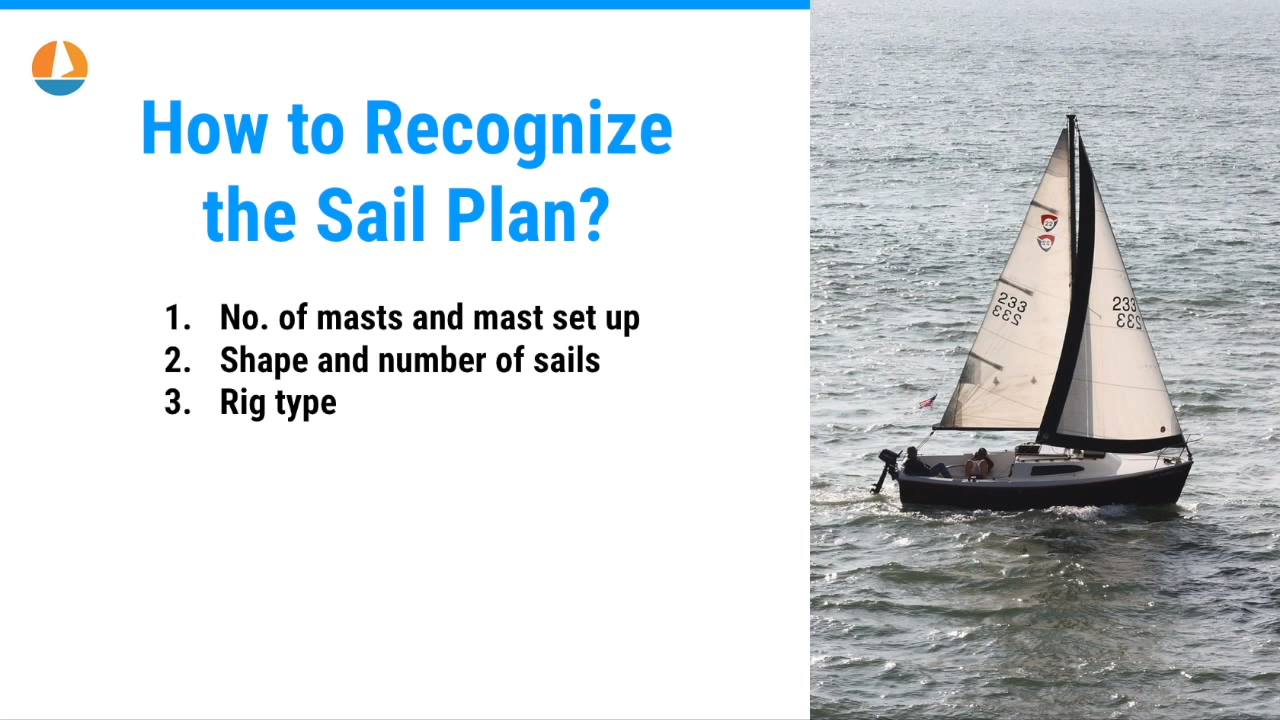 How to Recognize
the Sail Plan?
1. No. of masts and mast set up
2. Shape and number of sails
3. Rig type
233
233
233